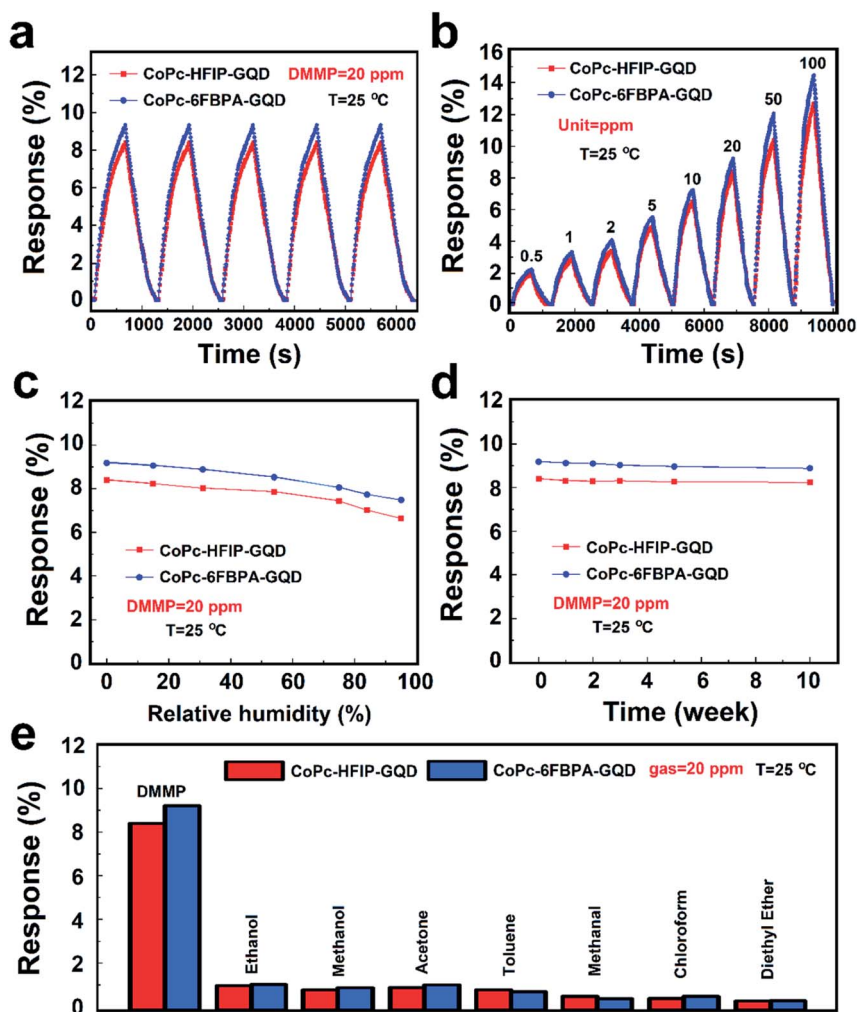 a
Response (%)
12
10
8
6
4
2
0
CoPc-HFIP-GQD DMMP=20 ppm
CoPc-6FBPA-GQD T=25 °C
0 1000 2000 3000 4000 5000 6000
Time (s)
b
Response (%)
16
14
12
10
8
6
4
2
0
CoPc-HFIP-GQD
CoPc-6FBPA-GQD
Unit=ppm
T=25 °C
0.5 1 2 5 10 20 50 100
0 2000 4000 6000 8000 10000
Time (s)
c
Response (%)
12
10
8
6
4
2
0
CoPc-HFIP-GQD
CoPc-6FBPA-GQD
DMMP=20 ppm
T=25 °C
0 20 40 60 80 100
Relative humidity (%)
d
Response (%)
12
10
8
6
4
2
0
CoPc-HFIP-GQD
CoPc-6FBPA-GQD
DMMP=20 ppm
T=25 °C
0 2 4 6 8 10
Time (week)
e
Response (%)
12
10
8
6
4
2
0
CoPc-HFIP-GQD CoPc-6FBPA-GQD gas=20 ppm T=25 °C
DMMP
Ethanol
Methanol
Acetone
Toluene
Methanal
Chloroform
Diethyl Ether